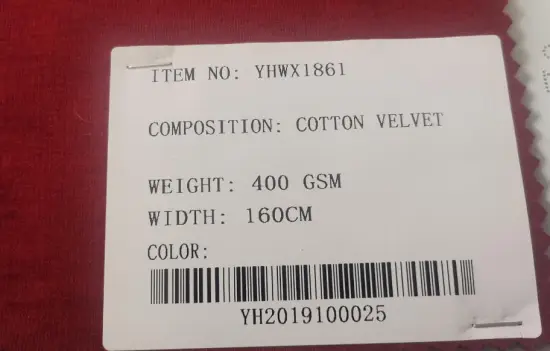 ITEM NO: YHWX1861
COMPOSITION: COTTON VELVET
WEIGHT: 400 GSM
WIDTH: 160CM
COLOR:
YH2019100025